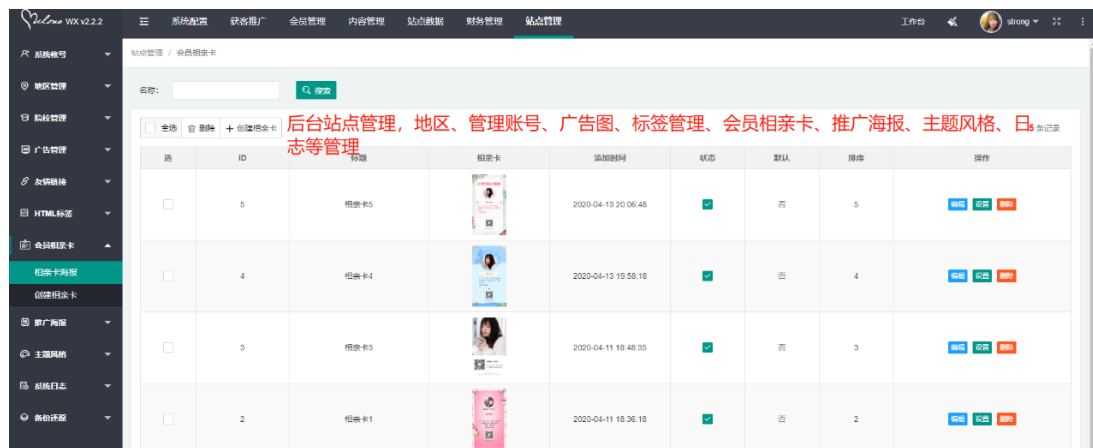 Velone WX v2.2.2
系统配置 获客推广 会员管理 内容管理 站点数据 财务管理 站点管理 工作台 strong
系统帐号
站点管理 / 会员相亲卡
地区管理
名称: 搜索
院校管理
全选 删除 + 创建相亲卡
后台站点管理，地区、管理账号、广告图、标签管理、会员相亲卡、推广海报、主题风格、日
志等管理
5 条记录
广告管理
选 ID 标题 相亲卡 添加时间 状态 默认 排序 操作
友情链接
5 相亲卡5 2020-04-13 20:06:48 否 5 编辑 设置 删除
HTML标签
会员相亲卡
相亲卡海报
4 相亲卡4 2020-04-13 19:58:18 否 4 编辑 设置 删除
创建相亲卡
推广海报
3 相亲卡3 2020-04-11 18:48:35 否 3 编辑 设置 删除
主题风格
系统日志
备份还原
2 相亲卡1 2020-04-11 18:36:18 否 2 编辑 设置 删除